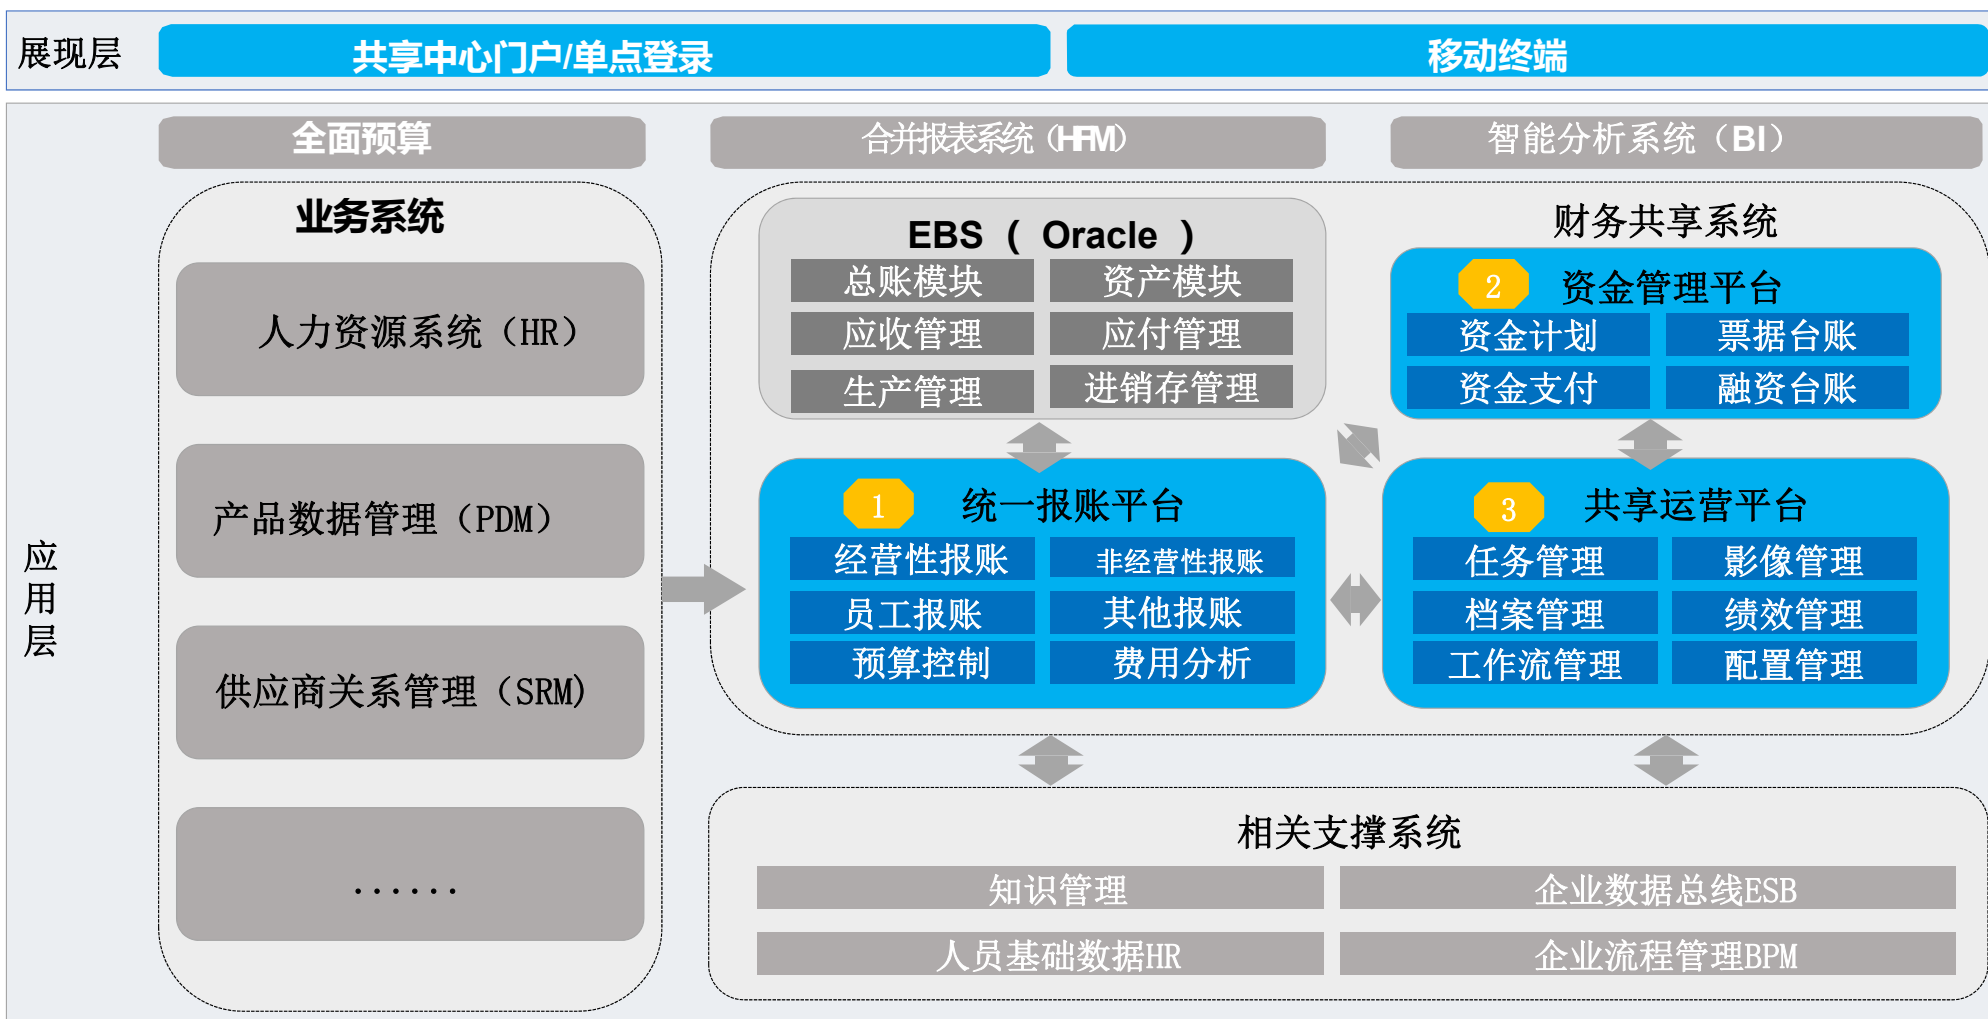 展现层
共享中心门户/单点登录
移动终端
全面预算
合并报表系统（HFM）
智能分析系统（BI）
应用层
业务系统
人力资源系统（HR）
产品数据管理（PDM）
供应商关系管理（SRM)
......
EBS ( Oracle )
总账模块
资产模块
应收管理
应付管理
生产管理
进销存管理
财务共享系统
2
资金管理平台
资金计划
票据台账
资金支付
融资台账
1
统一报账平台
经营性报账
非经营性报账
员工报账
其他报账
预算控制
费用分析
3
共享运营平台
任务管理
影像管理
档案管理
绩效管理
工作流管理
配置管理
相关支撑系统
知识管理
企业数据总线ESB
人员基础数据HR
企业流程管理BPM